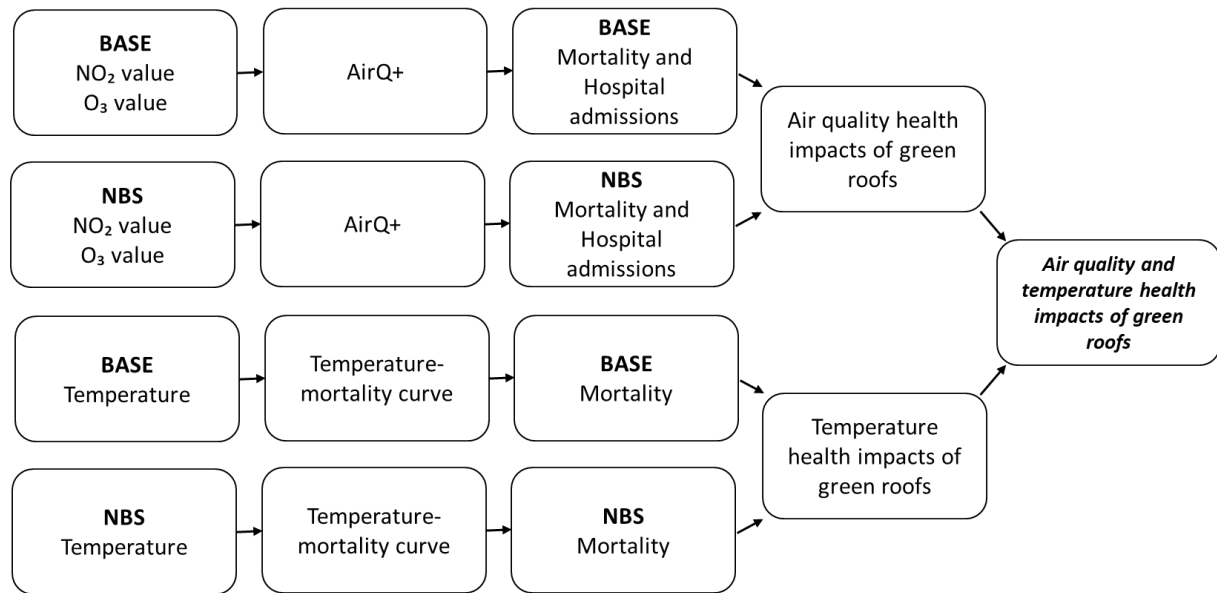 BASE
NO₂ value
O₃ value
AirQ+
BASE
Mortality and
Hospital
admissions
NBS
NO₂ value
O₃ value
AirQ+
NBS
Mortality and
Hospital
admissions
Air quality health
impacts of green
roofs
BASE
Temperature
Temperature-
mortality curve
BASE
Mortality
NBS
Temperature
Temperature-
mortality curve
NBS
Mortality
Temperature
health impacts of
green roofs
Air quality and
temperature health
impacts of green
roofs